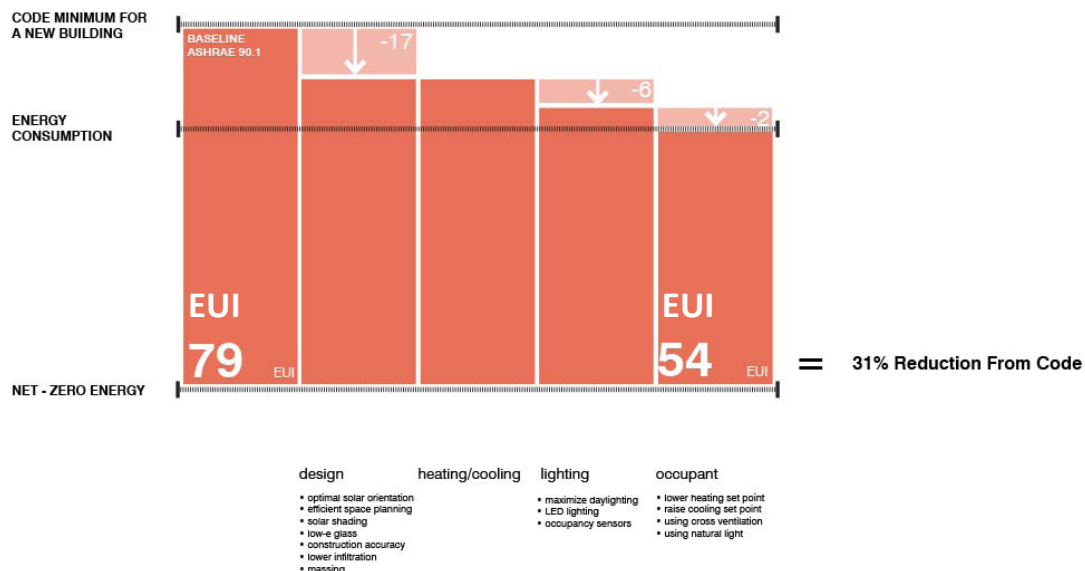 CODE MINIMUM FOR
A NEW BUILDING
BASELINE
ASHRAE 90.1
-17
-6
-2
ENERGY
CONSUMPTION
EUI
79
EUI
EUI
54
EUI
= 31% Reduction From Code
NET - ZERO ENERGY
design
▪ optimal solar orientation
▪ efficient space planning
▪ solar shading
▪ low-e glass
▪ construction accuracy
▪ lower infiltration
▪ massing
heating/cooling
lighting
▪ maximize daylighting
▪ LED lighting
▪ occupancy sensors
occupant
▪ lower heating set point
▪ raise cooling set point
▪ using cross ventilation
▪ using natural light